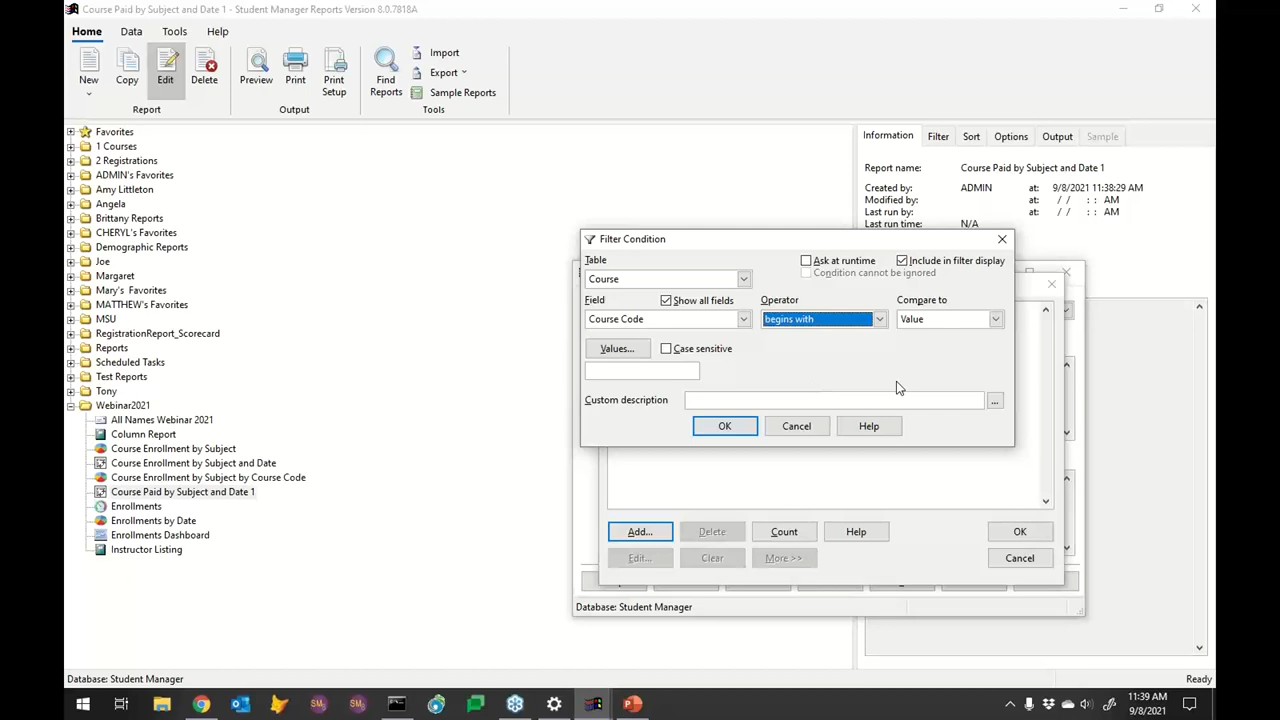 Course Paid by Subject and Date 1 - Student Manager Reports Version 8.0.7818A
Home Data Tools Help
New
Copy
Edit
Delete
Report
Preview
Print
Print
Setup
Output
Find
Reports
Import
Export
Sample Reports
Tools
Favorites
1 Courses
2 Registrations
ADMIN's Favorites
Amy Littleton
Angela
Brittany Reports
CHERYL's Favorites
Demographic Reports
Joe
Margaret
Mary's Favorites
MATTHEW's Favorites
MSU
RegistrationReport_Scorecard
Reports
Scheduled Tasks
Test Reports
Tony
Webinar2021
All Names Webinar 2021
Column Report
Course Enrollment by Subject
Course Enrollment by Subject and Date
Course Enrollment by Subject by Course Code
Course Paid by Subject and Date 1
Enrollments
Enrollments by Date
Enrollments Dashboard
Instructor Listing
Information Filter Sort Options Output Sample
Report name: Course Paid by Subject and Date 1
Created by: ADMIN at: 9/8/2021 11:38:29 AM
Modified by: at: / / : : AM
Last run by: at: / / : : AM
Last run time: N/A
Filter Condition
Table
Ask at runtime
Include in filter display
Course
Condition cannot be ignored
Field
Show all fields
Operator
Compare to
Course Code
begins with
Value
Values...
Case sensitive
Custom description
...
OK Cancel Help
Add... Delete Count Help OK
Edit... Clear More >> Cancel
Database: Student Manager
Database: Student Manager
Ready
11:39 AM
9/8/2021